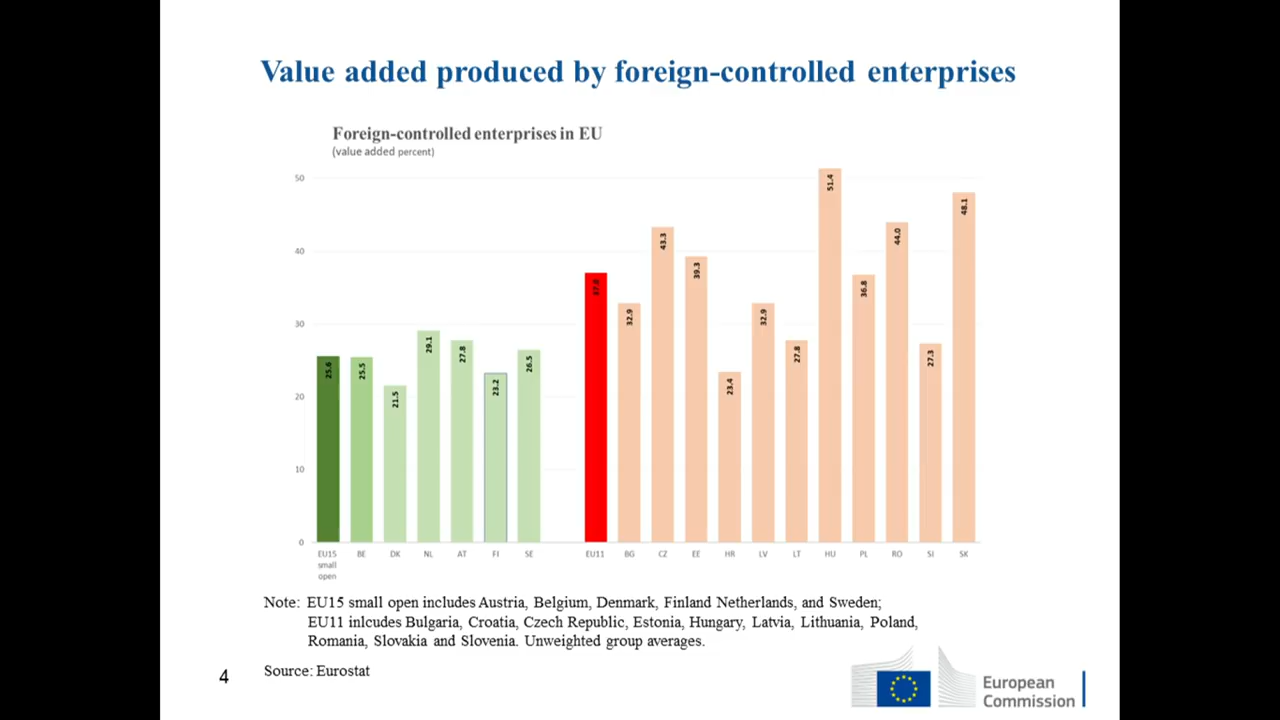 Value added produced by foreign-controlled enterprises
Foreign-controlled enterprises in EU
(value added percent)
50
40
30
20
10
0
25.6
25.5
21.5
29.1
27.8
23.2
26.5
37.0
32.9
43.3
39.3
23.4
32.9
27.8
51.4
36.8
44.0
27.3
48.1
EU15 small open
BE
DK
NL
AT
FI
SE
EU11
BG
CZ
EE
HR
LV
LT
HU
PL
RO
SI
SK
Note: EU15 small open includes Austria, Belgium, Denmark, Finland Netherlands, and Sweden;
EU11 inlcudes Bulgaria, Croatia, Czech Republic, Estonia, Hungary, Latvia, Lithuania, Poland,
Romania, Slovakia and Slovenia. Unweighted group averages.
Source: Eurostat
4
European
Commission